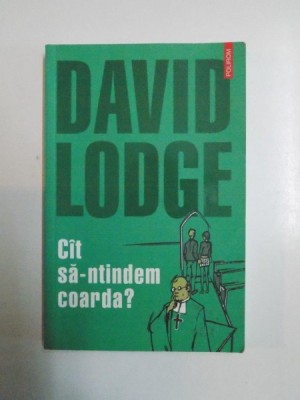 POLIROM
DAVID
LODGE
Cît
să-ntindem
coarda?